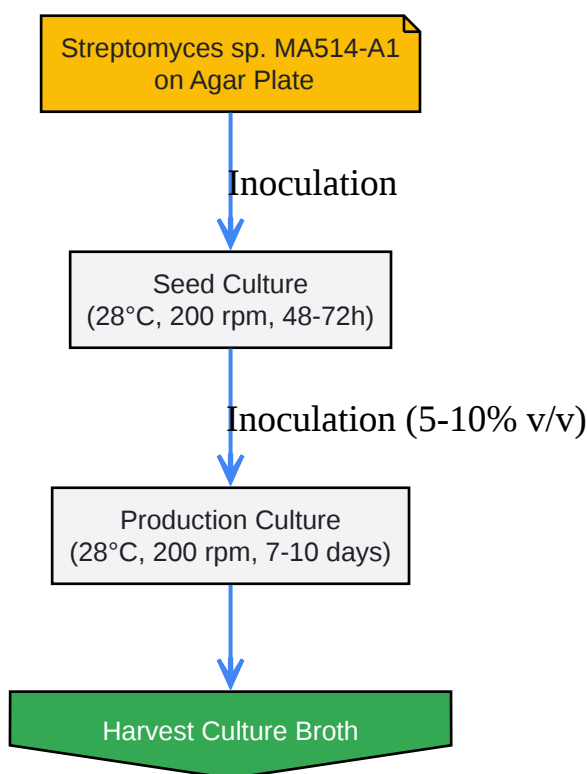 Streptomyces sp. MA514-A1
on Agar Plate
Inoculation
Seed Culture
(28°C, 200 rpm, 48-72h)
Inoculation (5-10% v/v)
Production Culture
(28°C, 200 rpm, 7-10 days)
Harvest Culture Broth